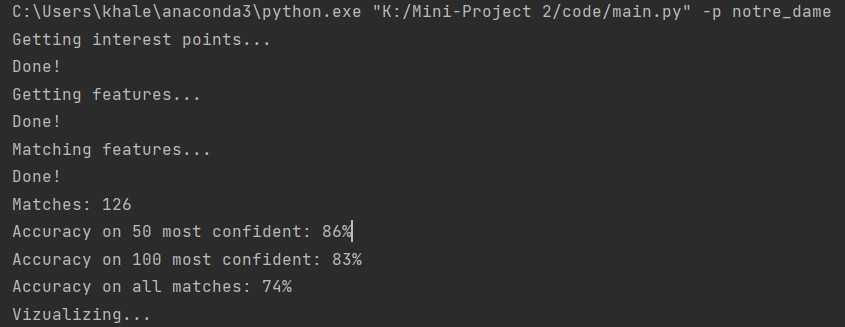 C:\Users\khale\anaconda3\python.exe "K:/Mini-Project 2/code/main.py" -p notre_dame
Getting interest points...
Done!
Getting features...
Done!
Matching features...
Done!
Matches: 126
Accuracy on 50 most confident: 86%
Accuracy on 100 most confident: 83%
Accuracy on all matches: 74%
Vizualizing...